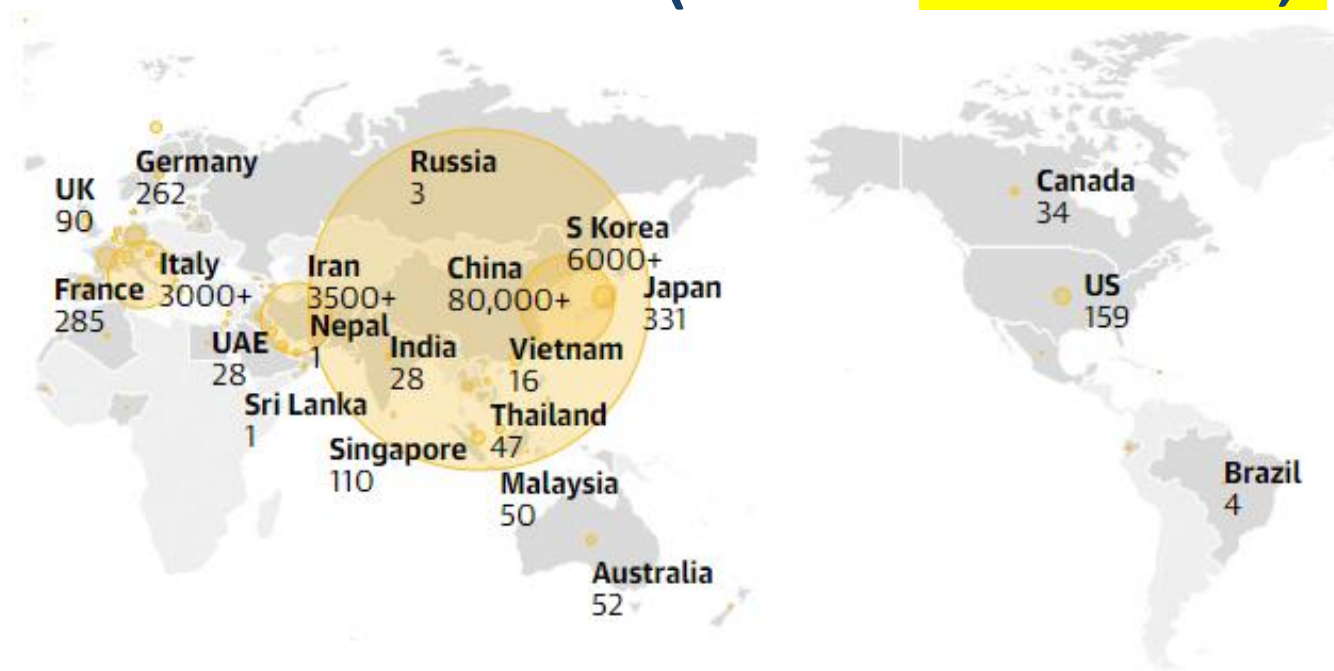 Germany
262
UK
90
Russia
3
Canada
34
S Korea
6000+
Italy
3000+
Iran
3500+
China
80,000+
Japan
331
France
285
US
159
Nepal
1
UAE
28
India
28
Vietnam
16
Sri Lanka
1
Thailand
47
Singapore
110
Malaysia
50
Brazil
4
Australia
52